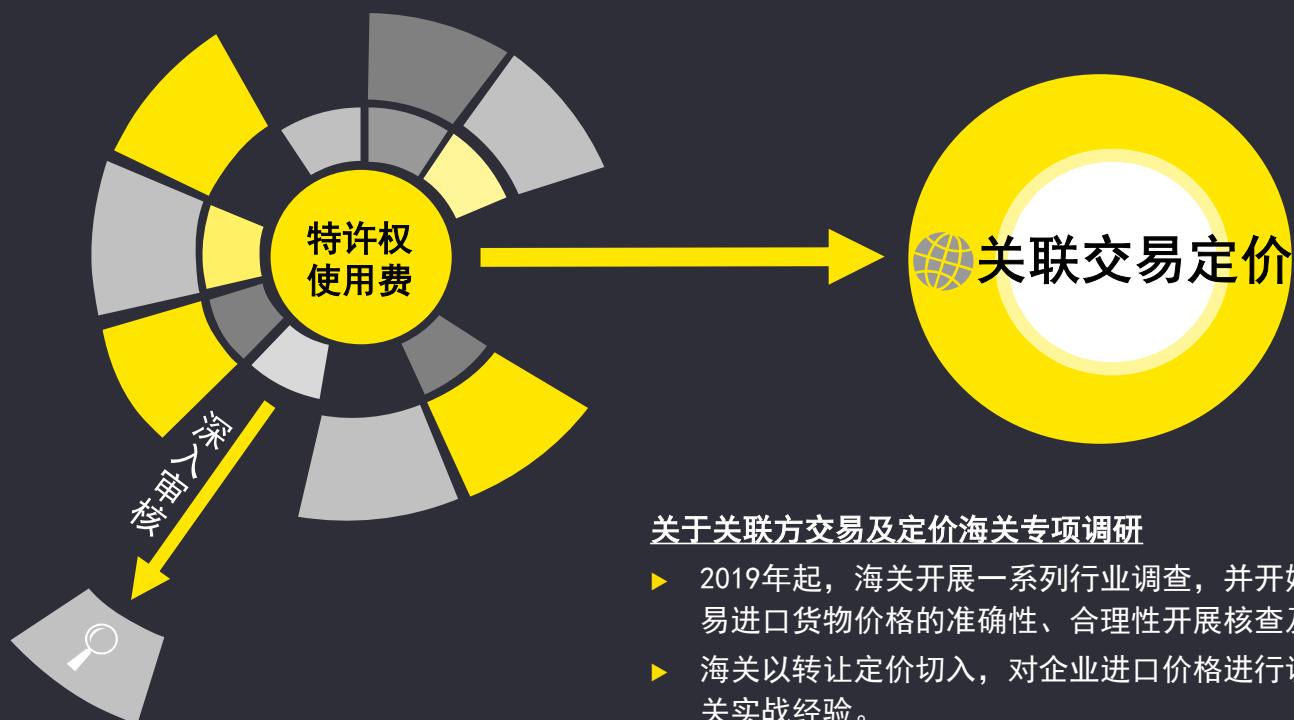 特许权
使用费
关联交易定价
深入审核
关于关联方交易及定价海关专项调研
2019年起，海关开展一系列行业调查，并开
易进口货物价格的准确性、合理性开展核查
海关以转让定价切入，对企业进口价格进行
关实战经验。